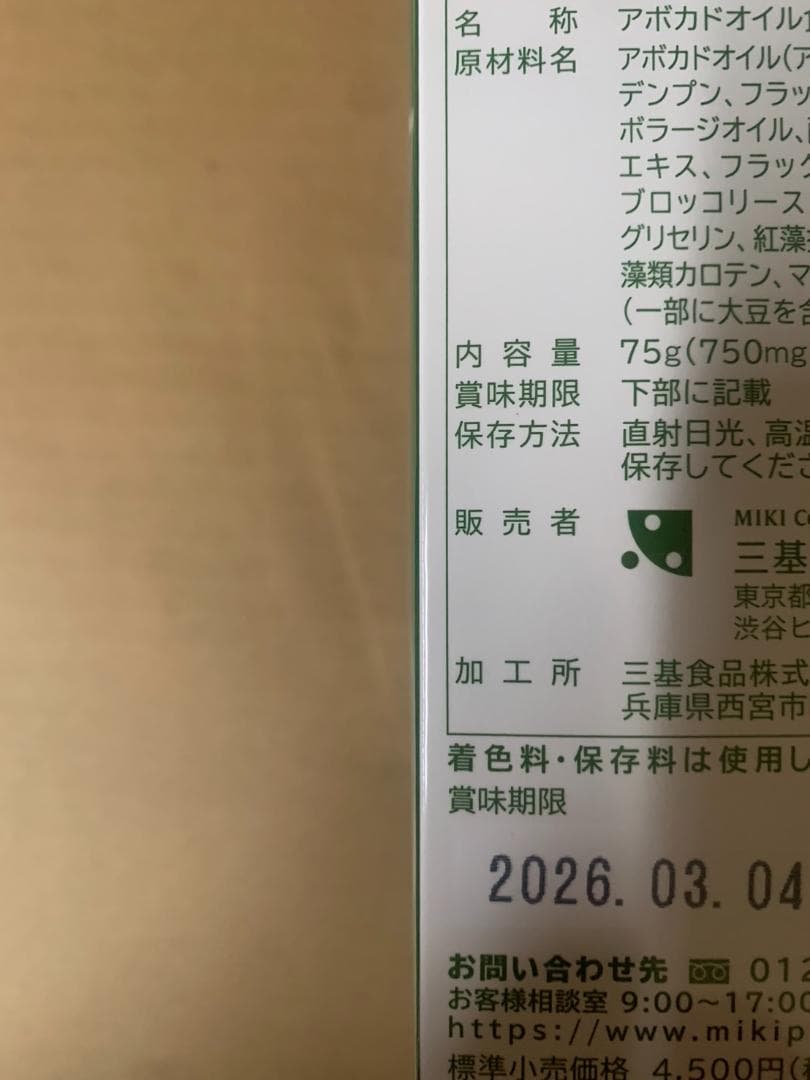 名称 アボカドオイル
原材料名 アボカドオイル(ア
デンプン、フラッ
ボラージオイル、
エキス、フラック
ブロッコリース
グリセリン、紅藻
藻類カロテン、マ
(一部に大豆を含
内容量 75g(750mg
賞味期限 下部に記載
保存方法 直射日光、高温
保存してくださ
販売者 MIKI Co
三基
東京都
渋谷ヒ
加工所 三基食品株式
兵庫県西宮市
着色料・保存料は使用し
賞味期限
2026.03.04
お問い合わせ先 012
お客様相談室 9:00〜17:00
https://www.mikip
標準小売価格 4,500円(税